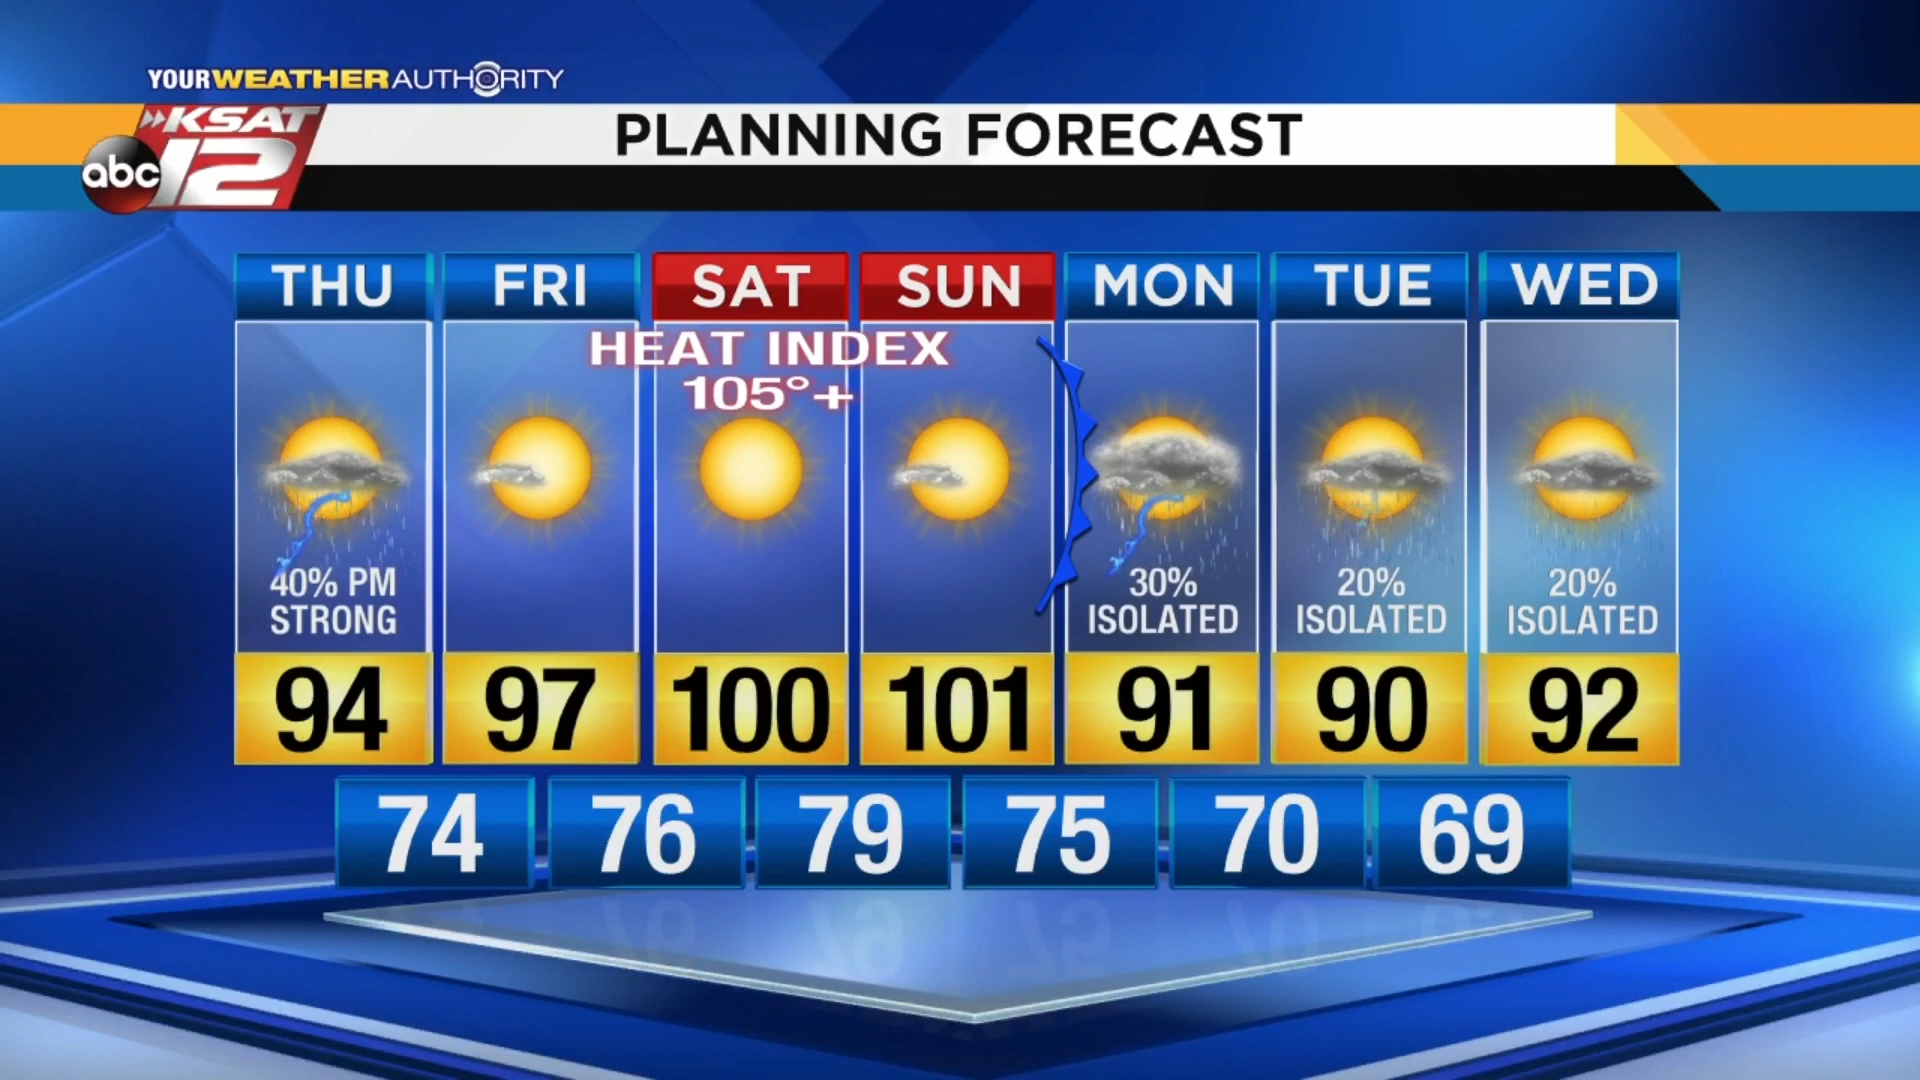 YOUR WEATHER AUTHORITY
KSAT
abc 12
PLANNING FORECAST
THU FRI SAT SUN MON TUE WED
HEAT INDEX
105°+
40% PM 30% 20% 20%
STRONG ISOLATED ISOLATED ISOLATED
94 97 100 101 91 90 92
74 76 79 75 70 69